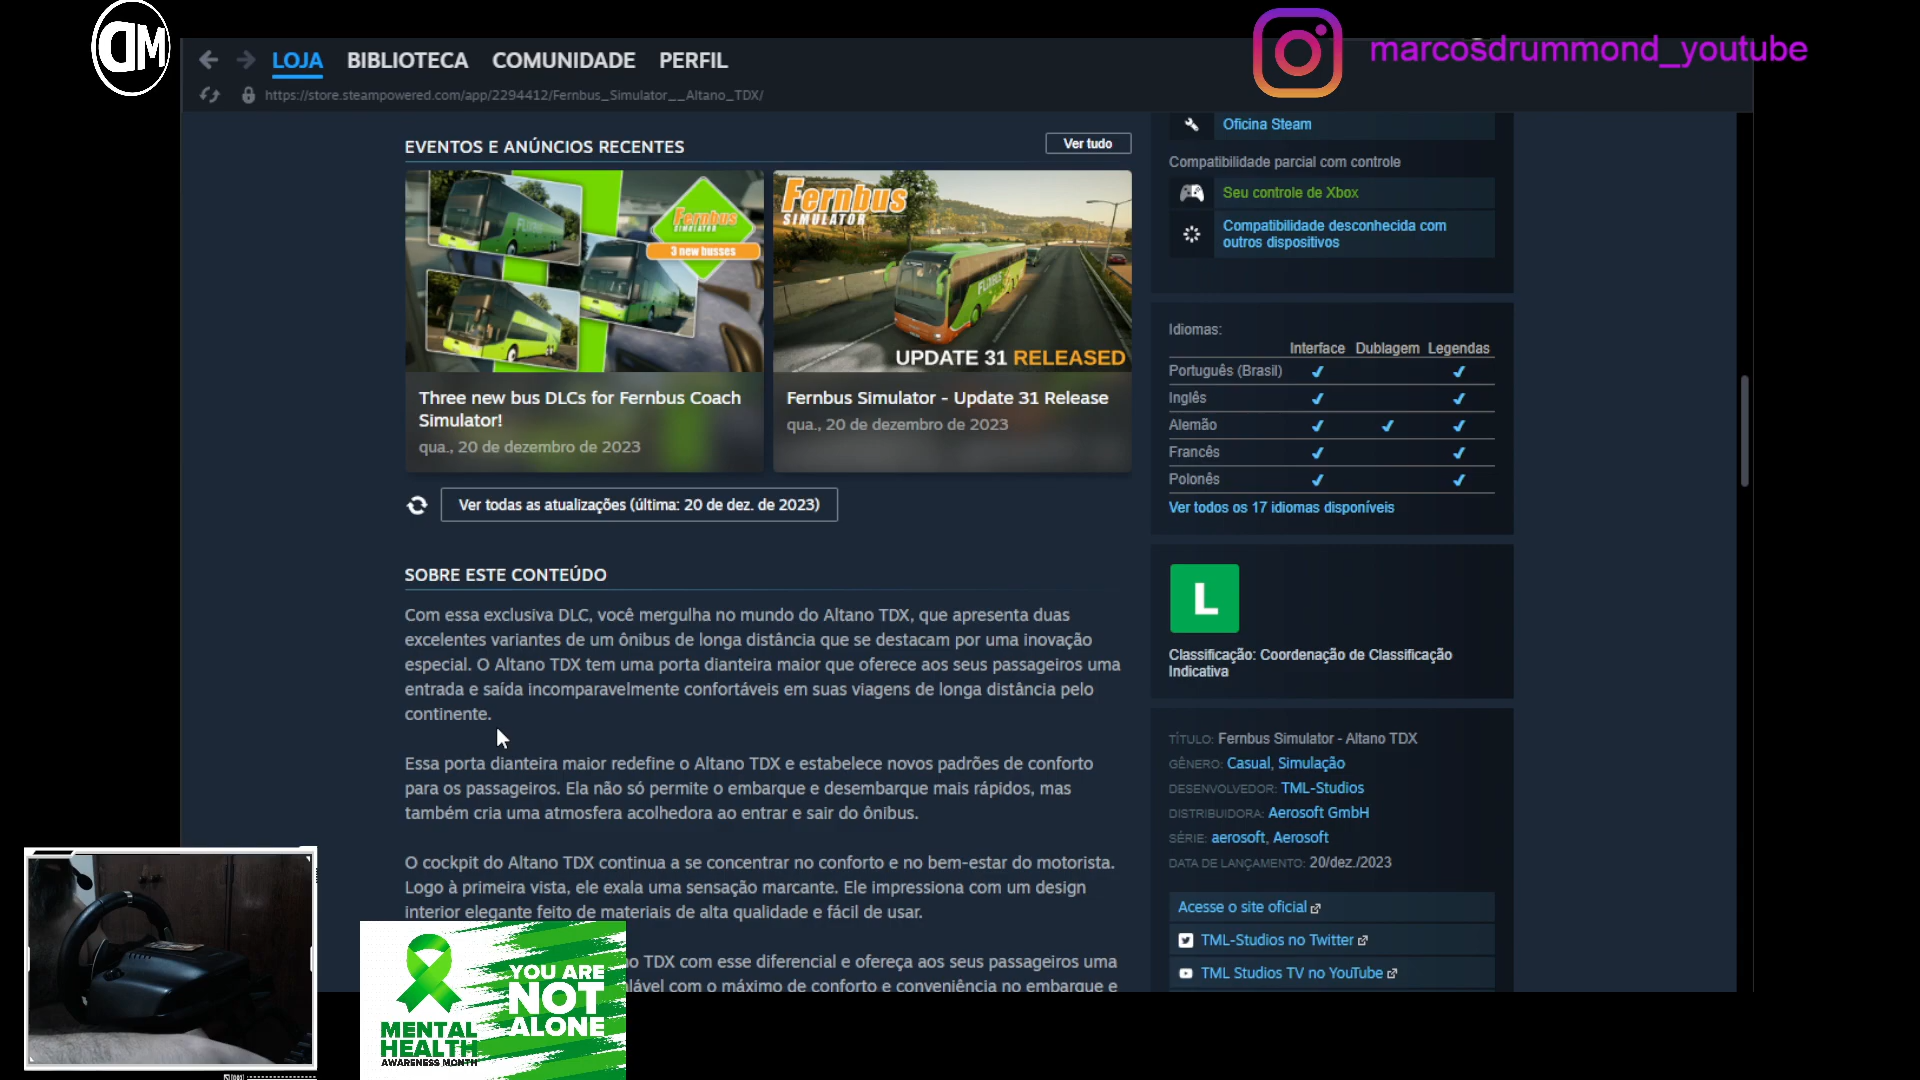 DM
LOJA BIBLIOTECA COMUNIDADE PERFIL
https://store.steampowered.com/app/2294412/Fernbus_Simulator__Altano_TDX/
marcosdrummond_youtube
EVENTOS E ANÚNCIOS RECENTES
Ver tudo
Fernbus
SIMULATOR
3 new busses
Fernbus
SIMULATOR
FLIXBUS
UPDATE 31 RELEASED
Three new bus DLCs for Fernbus Coach
Simulator!
qua., 20 de dezembro de 2023
Fernbus Simulator - Update 31 Release
qua., 20 de dezembro de 2023
Ver todas as atualizações (última: 20 de dez. de 2023)
SOBRE ESTE CONTEÚDO
Com essa exclusiva DLC, você mergulha no mundo do Altano TDX, que apresenta duas
excelentes variantes de um ônibus de longa distância que se destacam por uma inovação
especial. O Altano TDX tem uma porta dianteira maior que oferece aos seus passageiros uma
entrada e saída incomparavelmente confortáveis em suas viagens de longa distância pelo
continente.
Essa porta dianteira maior redefine o Altano TDX e estabelece novos padrões de conforto
para os passageiros. Ela não só permite o embarque e desembarque mais rápidos, mas
também cria uma atmosfera acolhedora ao entrar e sair do ônibus.
O cockpit do Altano TDX continua a se concentrar no conforto e no bem-estar do motorista.
Logo à primeira vista, ele exala uma sensação marcante. Ele impressiona com um design
interior elegante feito de materiais de alta qualidade e fácil de usar.
o TDX com esse diferencial e ofereça aos seus passageiros uma
lável com o máximo de conforto e conveniência no embarque e
Oficina Steam
Compatibilidade parcial com controle
Seu controle de Xbox
Compatibilidade desconhecida com
outros dispositivos
Idiomas:
Interface Dublagem Legendas
Português (Brasil) ✔ ✔
Inglês ✔ ✔
Alemão ✔ ✔ ✔
Francês ✔ ✔
Polonês ✔ ✔
Ver todos os 17 idiomas disponíveis
L
Classificação: Coordenação de Classificação
Indicativa
TÍTULO: Fernbus Simulator - Altano TDX
GÊNERO: Casual, Simulação
DESENVOLVEDOR: TML-Studios
DISTRIBUIDORA: Aerosoft GmbH
SÉRIE: aerosoft, Aerosoft
DATA DE LANÇAMENTO: 20/dez./2023
Acesse o site oficial
TML-Studios no Twitter
TML Studios TV no YouTube
MENTAL
HEALTH
AWARENESS MONTH
YOU ARE
NOT
ALONE